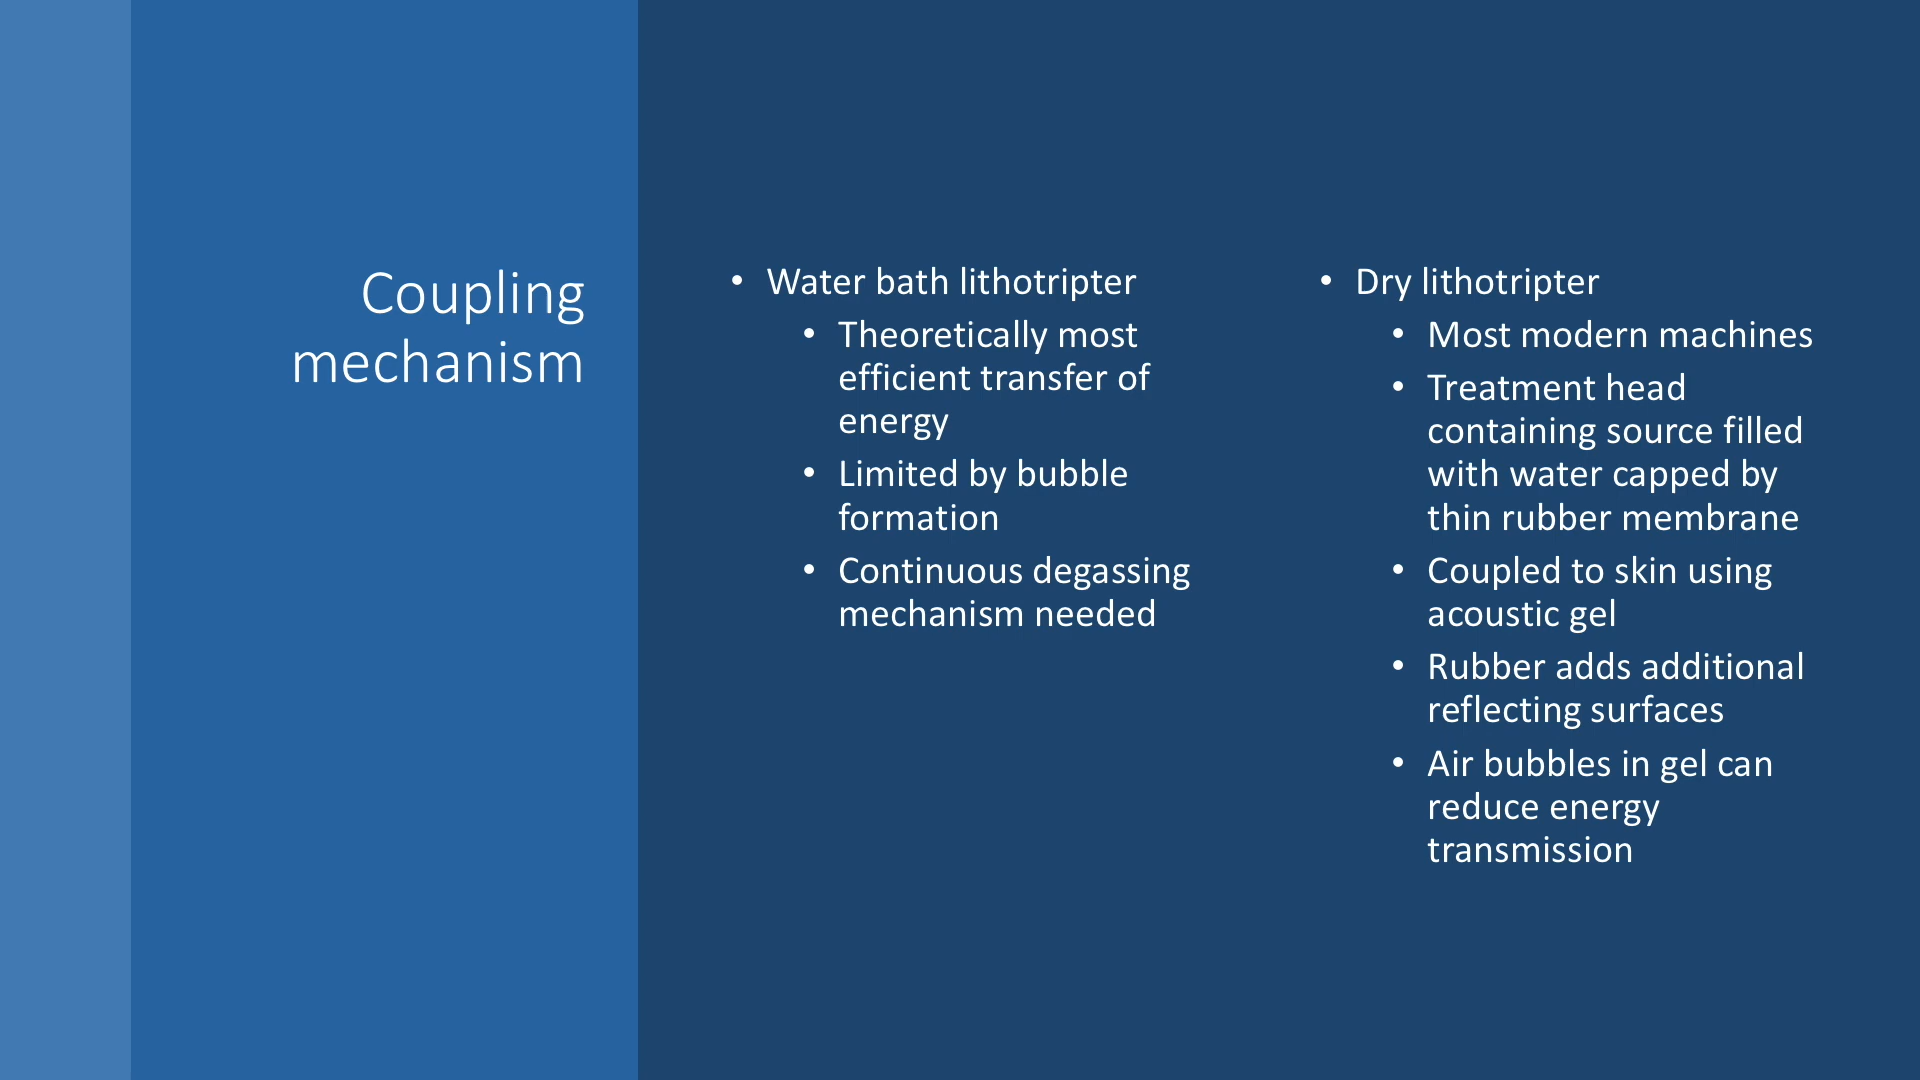 Coupling
mechanism
• Water bath lithotripter
• Theoretically most
efficient transfer of
energy
• Limited by bubble
formation
• Continuous degassing
mechanism needed
• Dry lithotripter
• Most modern machines
• Treatment head
containing source filled
with water capped by
thin rubber membrane
• Coupled to skin using
acoustic gel
• Rubber adds additional
reflecting surfaces
• Air bubbles in gel can
reduce energy
transmission